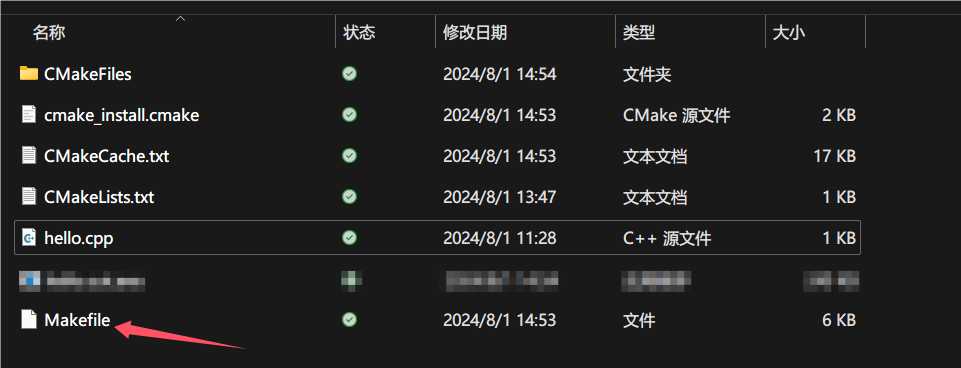 名称 状态 修改日期 类型 大小
CMakeFiles 2024/8/1 14:54 文件夹
cmake_install.cmake 2024/8/1 14:53 CMake 源文件 2 KB
CMakeCache.txt 2024/8/1 14:53 文本文档 17 KB
CMakeLists.txt 2024/8/1 13:47 文本文档 1 KB
hello.cpp 2024/8/1 11:28 C++ 源文件 1 KB
Makefile 2024/8/1 14:53 文件 6 KB